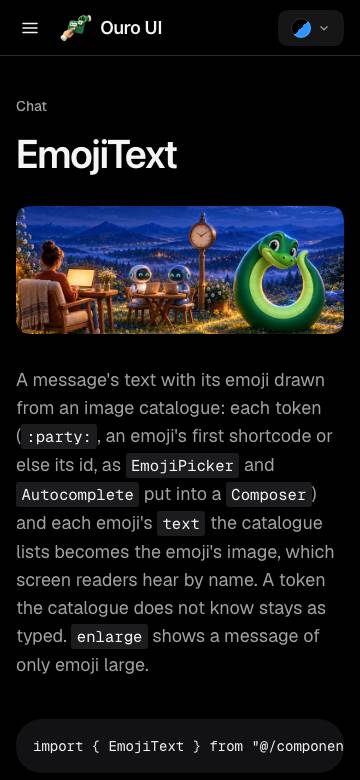 Ouro UI
Chat
EmojiText
A message's text with its emoji drawn
from an image catalogue: each token
(:party:, an emoji's first shortcode or
else its id, as EmojiPicker and
Autocomplete put into a Composer)
and each emoji's text the catalogue
lists becomes the emoji's image, which
screen readers hear by name. A token
the catalogue does not know stays as
typed. enlarge shows a message of
only emoji large.
import { EmojiText } from "@/componen